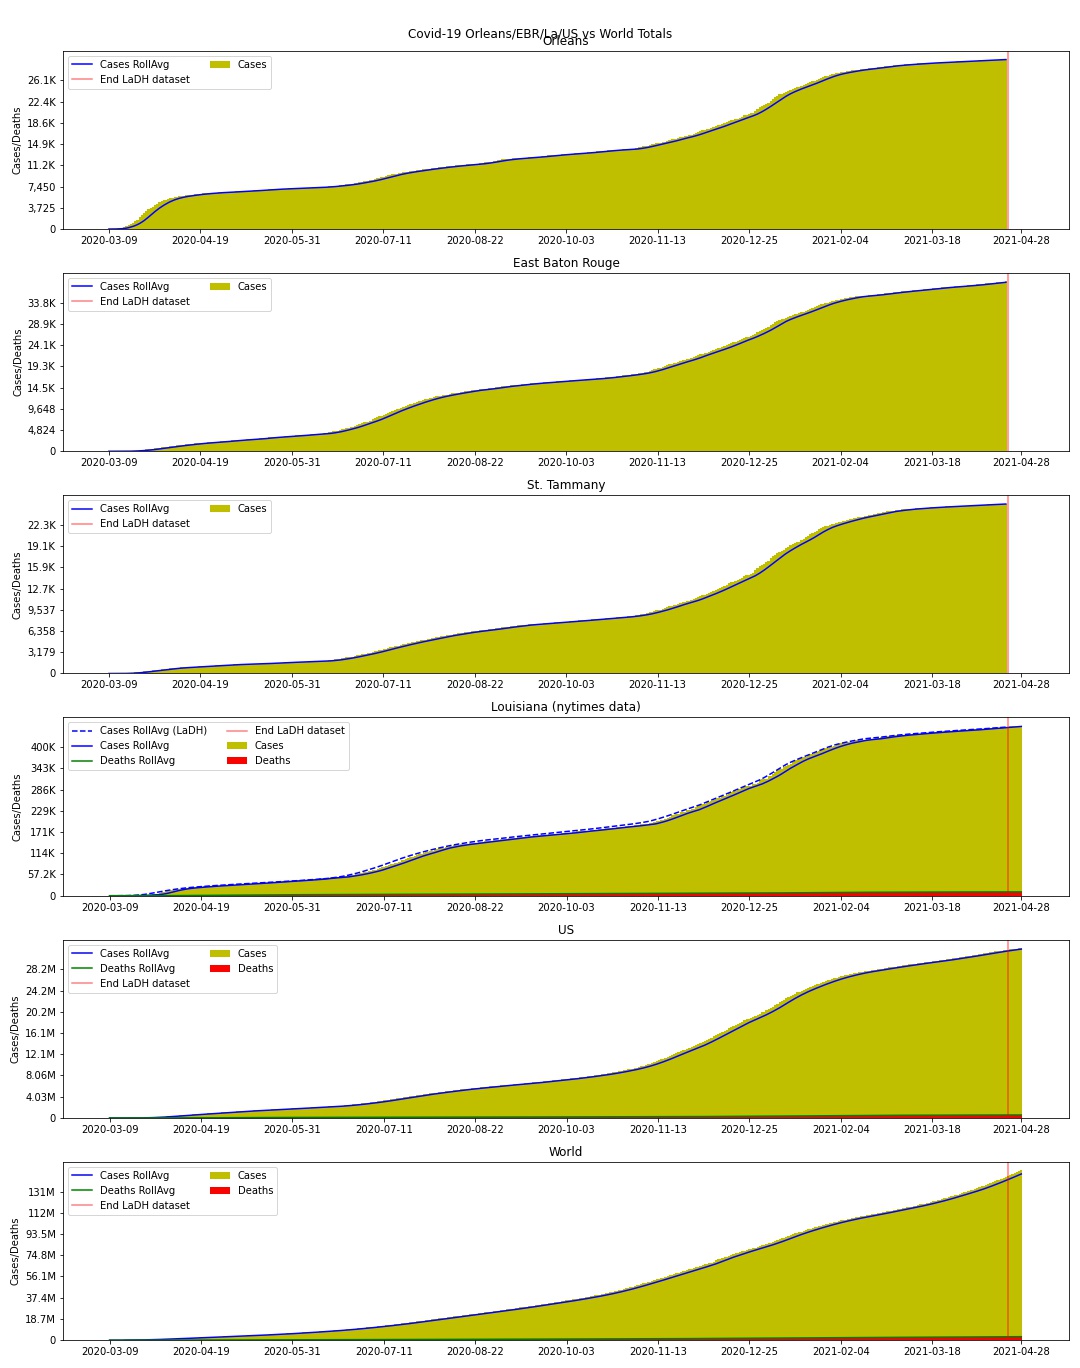 Covid-19 Orleans/EBR/La/US vs World Totals
Orleans
Cases RollAvg Cases
End LaDH dataset
Cases/Deaths
26.1K
22.4K
18.6K
14.9K
11.2K
7,450
3,725
0
2020-03-09 2020-04-19 2020-05-31 2020-07-11 2020-08-22 2020-10-03 2020-11-13 2020-12-25 2021-02-04 2021-03-18 2021-04-28
East Baton Rouge
Cases RollAvg Cases
End LaDH dataset
Cases/Deaths
33.8K
28.9K
24.1K
19.3K
14.5K
9,648
4,824
0
2020-03-09 2020-04-19 2020-05-31 2020-07-11 2020-08-22 2020-10-03 2020-11-13 2020-12-25 2021-02-04 2021-03-18 2021-04-28
St. Tammany
Cases RollAvg Cases
End LaDH dataset
Cases/Deaths
22.3K
19.1K
15.9K
12.7K
9,537
6,358
3,179
0
2020-03-09 2020-04-19 2020-05-31 2020-07-11 2020-08-22 2020-10-03 2020-11-13 2020-12-25 2021-02-04 2021-03-18 2021-04-28
Louisiana (nytimes data)
Cases RollAvg (LaDH) End LaDH dataset
Cases RollAvg Cases
Deaths RollAvg Deaths
Cases/Deaths
400K
343K
286K
229K
171K
114K
57.2K
0
2020-03-09 2020-04-19 2020-05-31 2020-07-11 2020-08-22 2020-10-03 2020-11-13 2020-12-25 2021-02-04 2021-03-18 2021-04-28
US
Cases RollAvg Cases
Deaths RollAvg Deaths
End LaDH dataset
Cases/Deaths
28.2M
24.2M
20.2M
16.1M
12.1M
8.06M
4.03M
0
2020-03-09 2020-04-19 2020-05-31 2020-07-11 2020-08-22 2020-10-03 2020-11-13 2020-12-25 2021-02-04 2021-03-18 2021-04-28
World
Cases RollAvg Cases
Deaths RollAvg Deaths
End LaDH dataset
Cases/Deaths
131M
112M
93.5M
74.8M
56.1M
37.4M
18.7M
0
2020-03-09 2020-04-19 2020-05-31 2020-07-11 2020-08-22 2020-10-03 2020-11-13 2020-12-25 2021-02-04 2021-03-18 2021-04-28